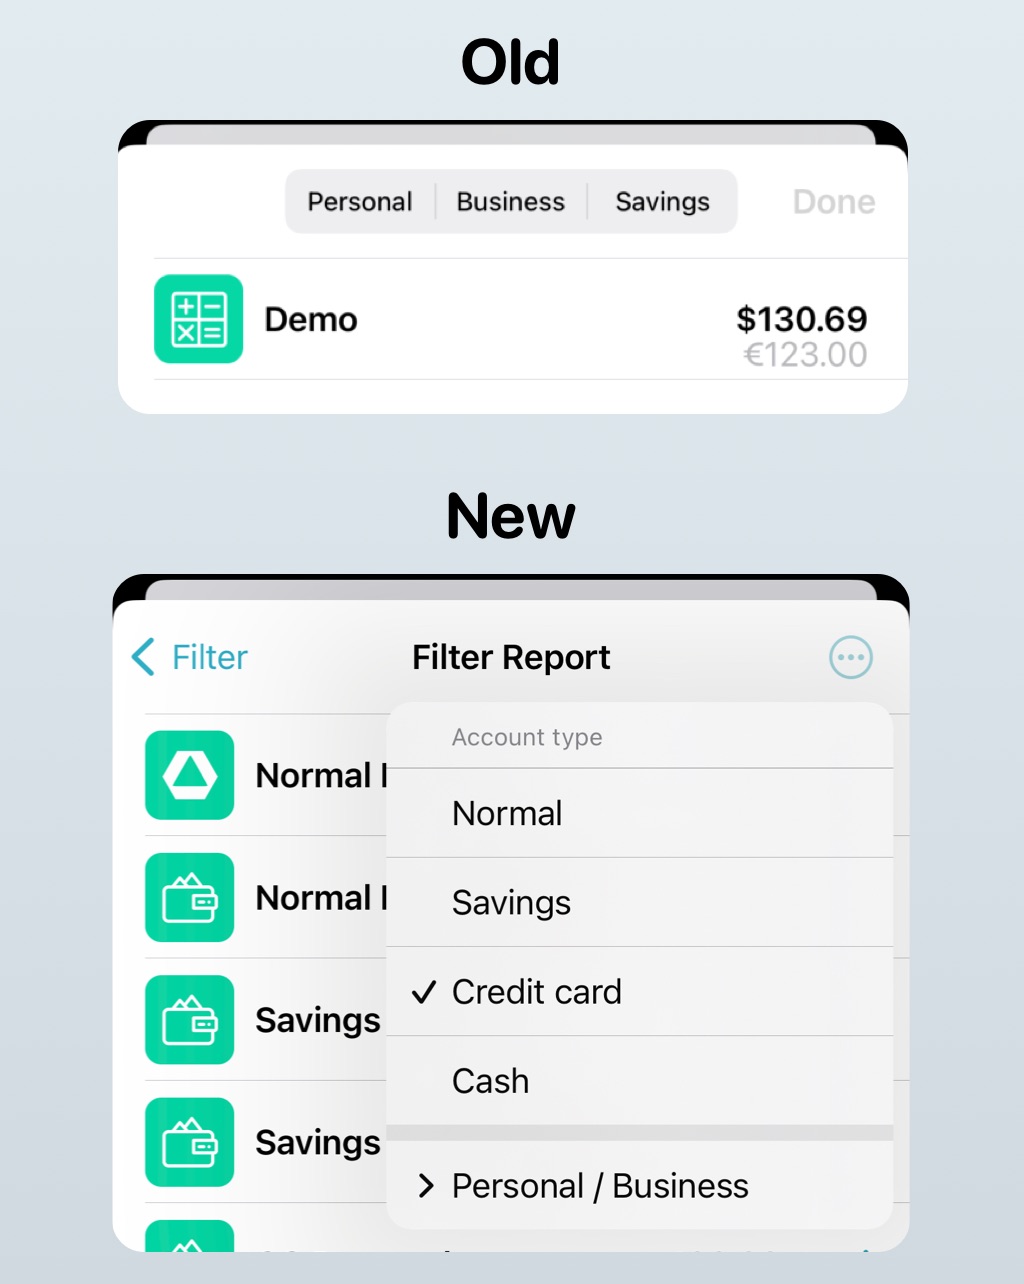 Old
Personal Business Savings Done
Demo $130.69
€123.00
New
Filter Filter Report
Account type
Normal
Normal
Savings
Normal
Savings
Credit card
Savings
Cash
Savings
Personal / Business